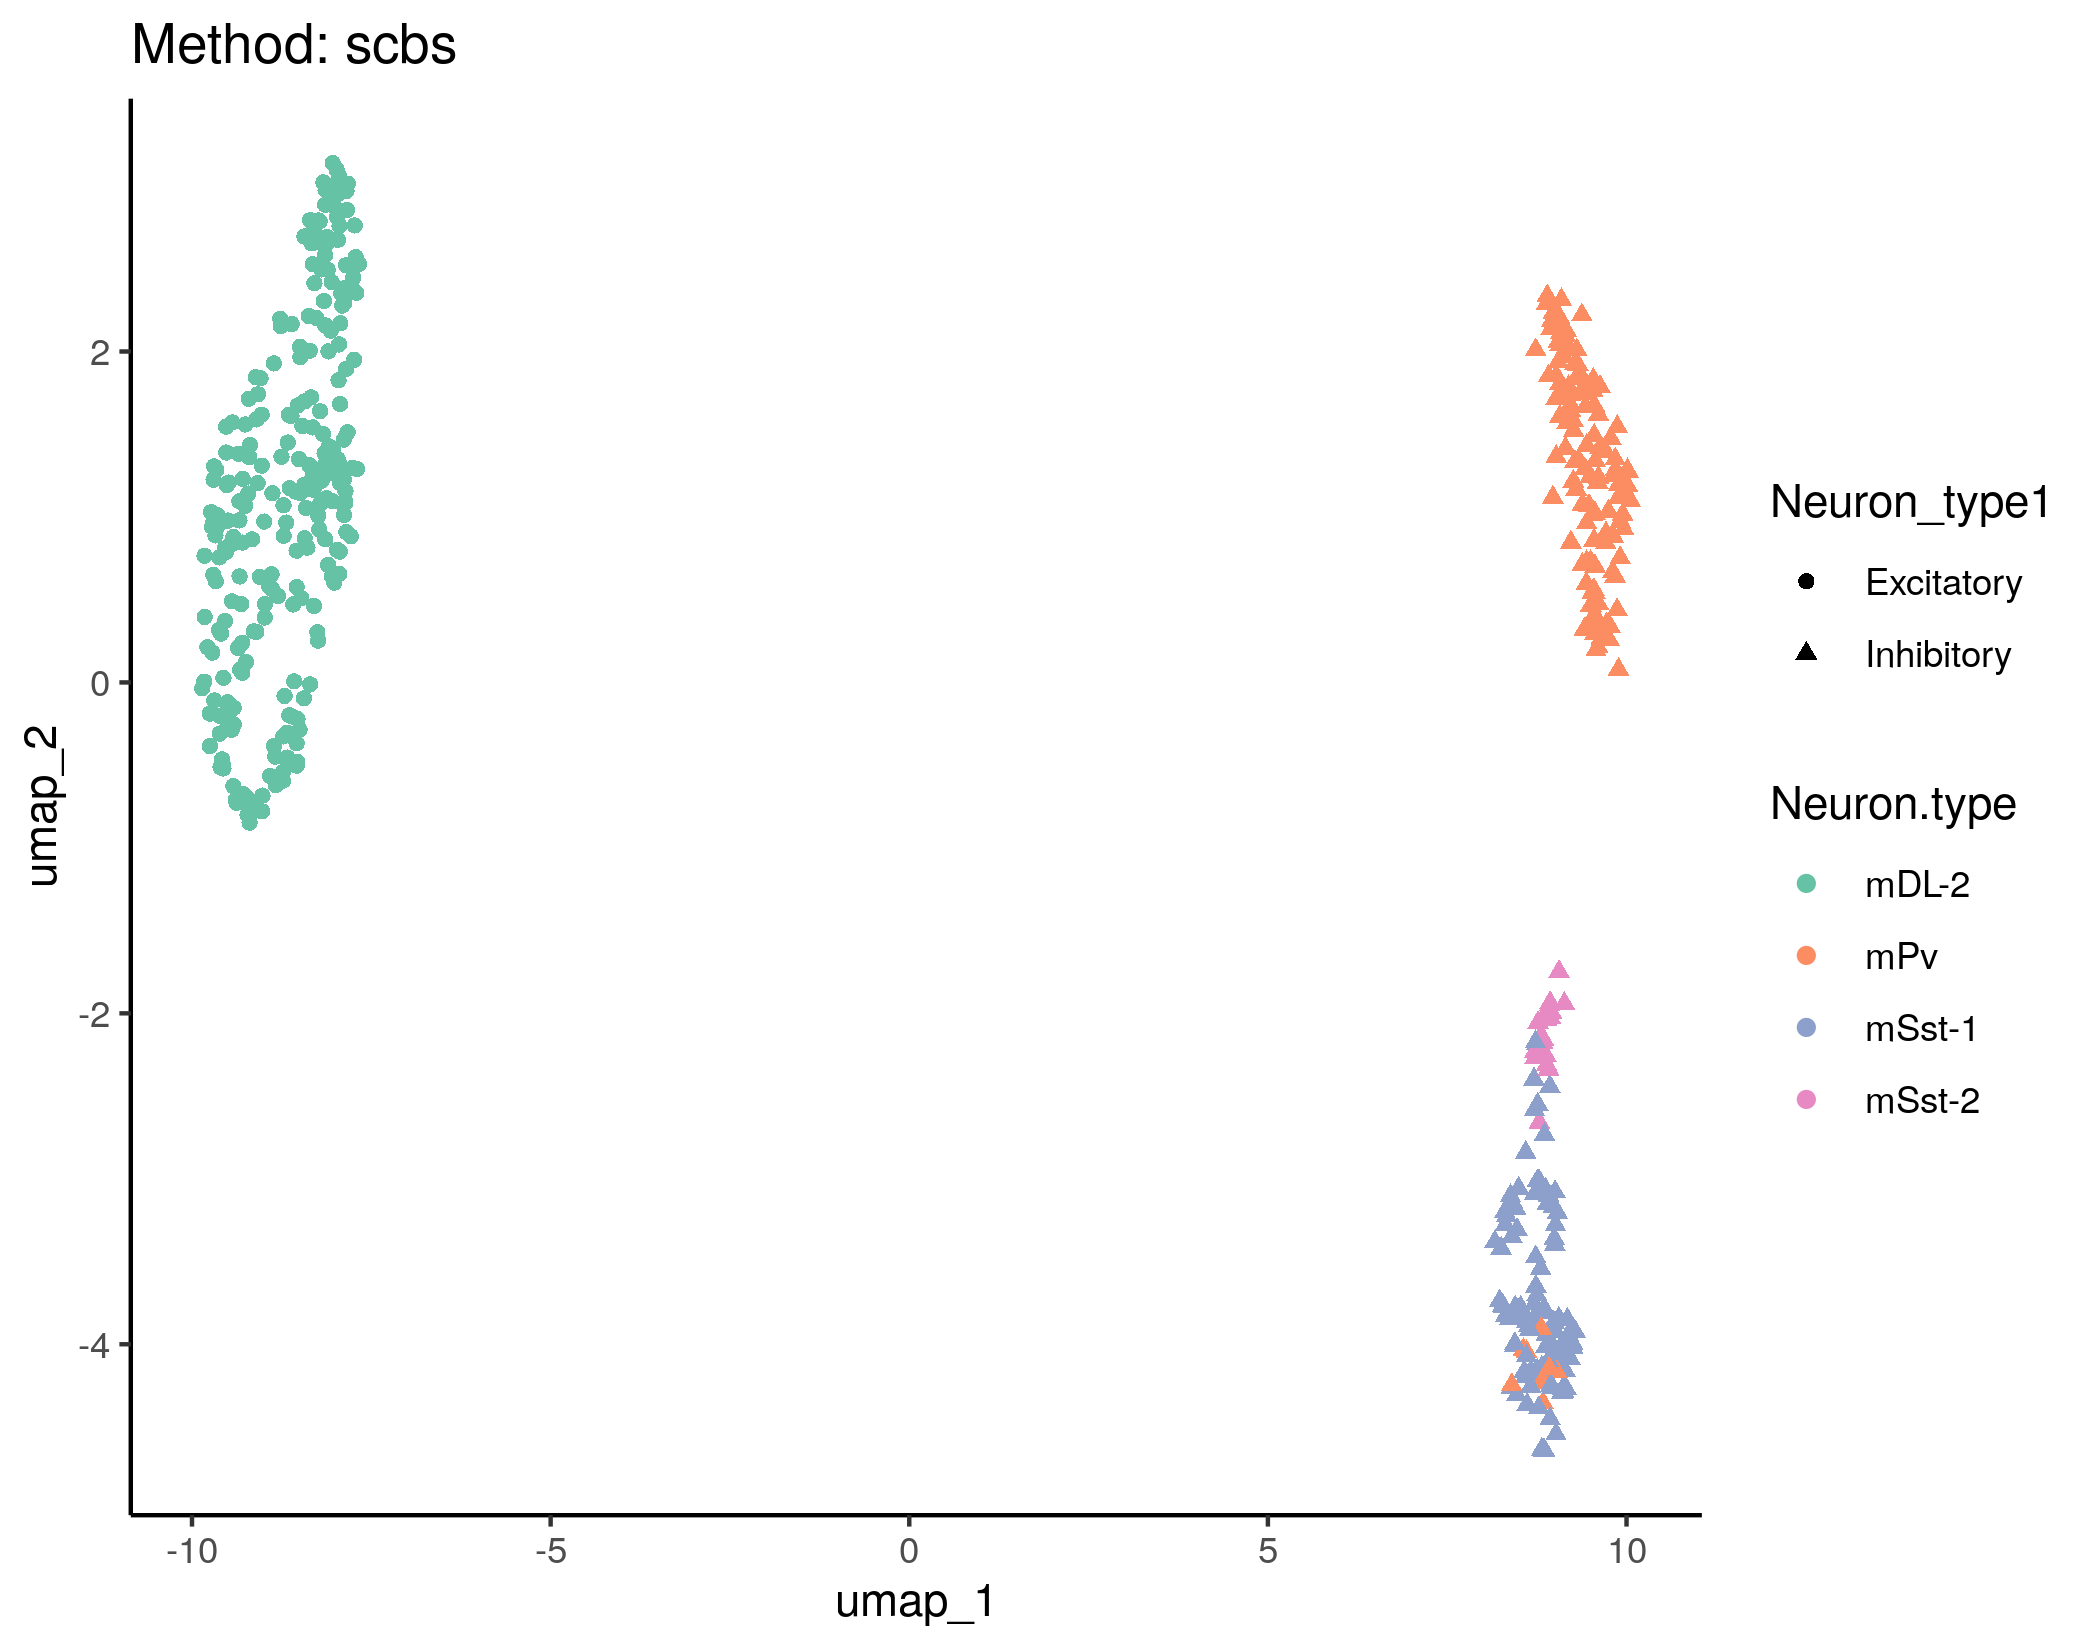 Method: scbs
umap_2
2
0
-2
-4
-10
-5
0
5
10
umap_1
Neuron_type1
Excitatory
Inhibitory
Neuron.type
mDL-2
mPv
mSst-1
mSst-2